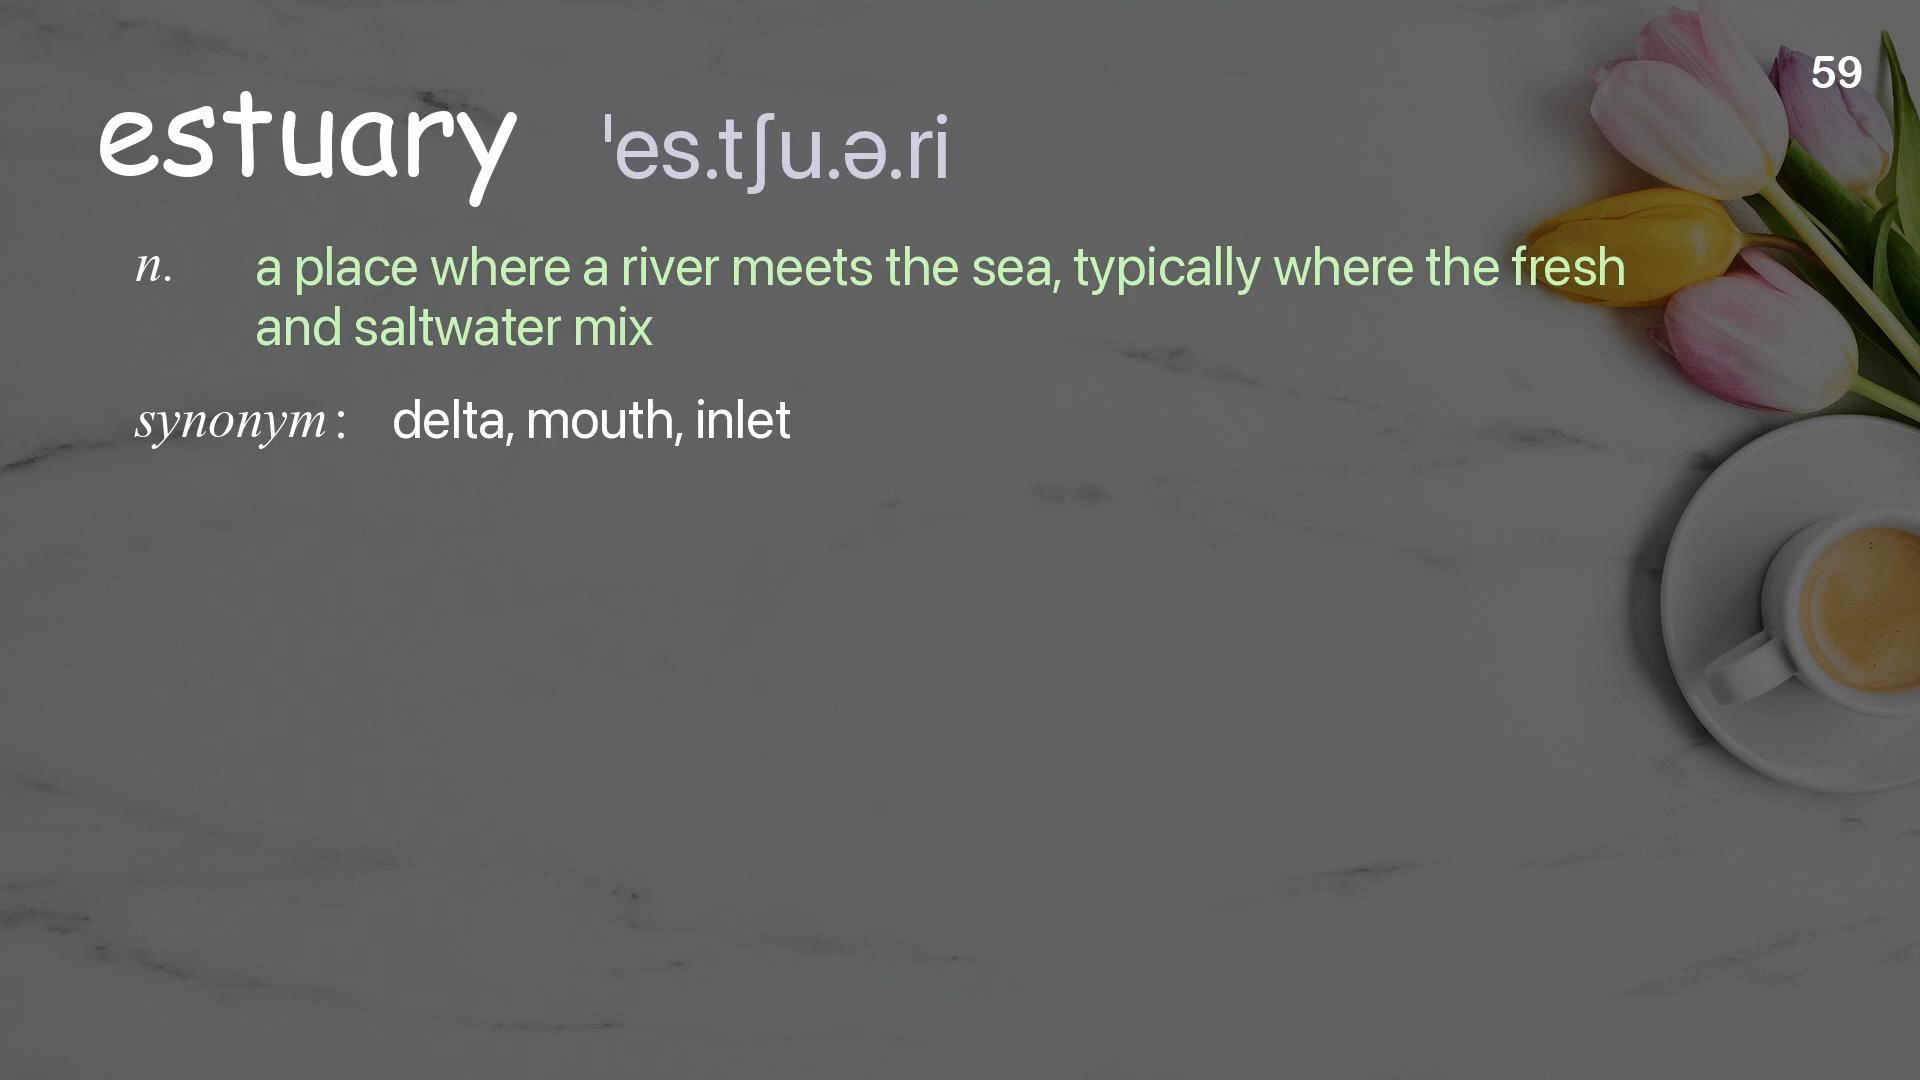 59
estuary ˈes.tʃu.ə.ri
n. a place where a river meets the sea, typically where the fresh
and saltwater mix
synonym: delta, mouth, inlet